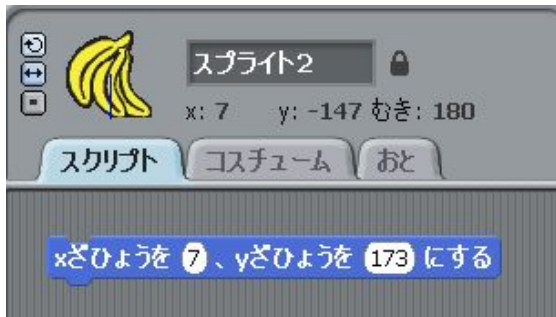 スプライト2
x: 7 y: -147 むき: 180
スクリプト コスチューム おと
xざひょうを 7 、yざひょうを 173 にする